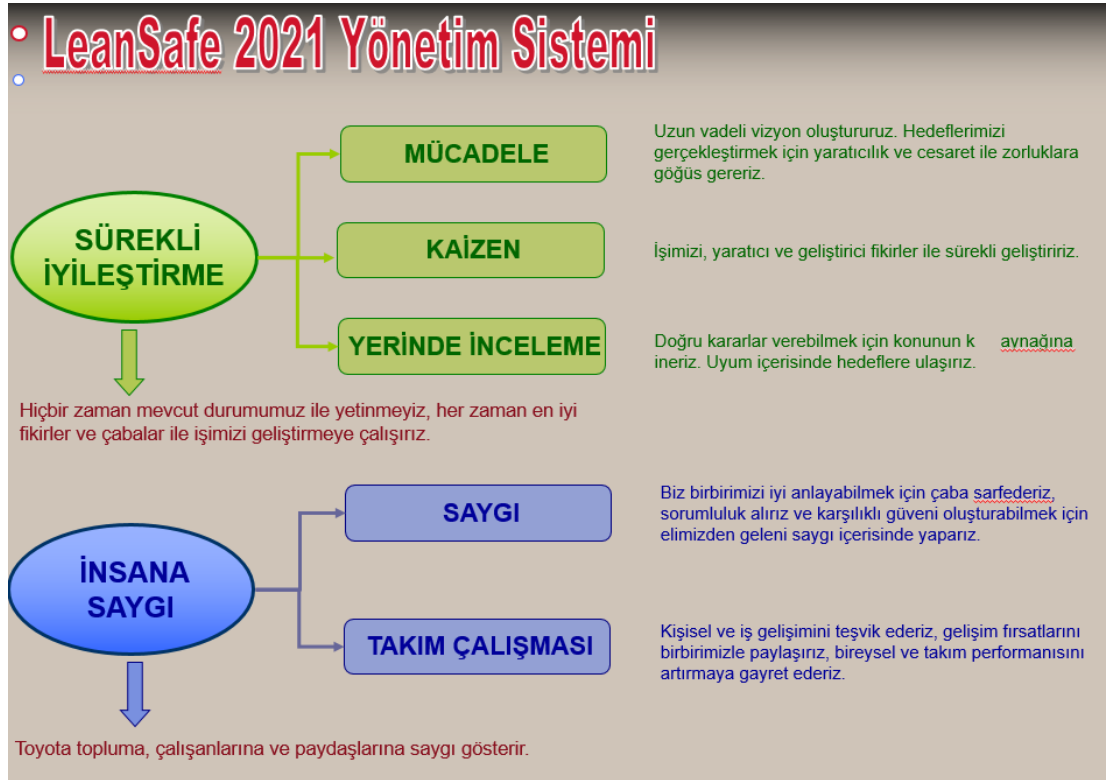 LeanSafe 2021 Yönetim Sistemi
MÜCADELE
Uzun vadeli vizyon oluştururuz. Hedeflerimizi
gerçekleştirmek için yaratıcılık ve cesaret ile zorluklara
göğüs gereriz.
SÜREKLİ
İYİLEŞTİRME
KAİZEN
İşimizi, yaratıcı ve geliştirici fikirler ile sürekli geliştiririz.
YERİNDE İNCELEME
Doğru kararlar verebilmek için konunun k aynağına
ineriz. Uyum içerisinde hedeflere ulaşırız.
Hiçbir zaman mevcut durumumuz ile yetinmeyiz, her zaman en iyi
fikirler ve çabalar ile işimizi geliştirmeye çalışırız.
SAYGI
Biz birbirimizi iyi anlayabilmek için çaba sarfederiz,
sorumluluk alırız ve karşılıklı güveni oluşturabilmek için
elimizden geleni saygı içerisinde yaparız.
İNSANA
SAYGI
TAKIM ÇALIŞMASI
Kişisel ve iş gelişimini teşvik ederiz, gelişim fırsatlarını
birbirimizle paylaşırız, bireysel ve takım performanısını
artırmaya gayret ederiz.
Toyota topluma, çalışanlarına ve paydaşlarına saygı gösterir.